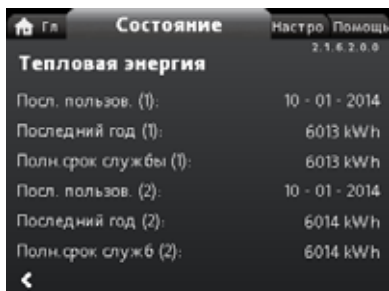 Гл Состояние Настро Помощь
2.1.6.2.0.0
Тепловая энергия
Посл. пользов. (1): 10 - 01 - 2014
Последний год (1): 6013 kWh
Полн.срок службы (1): 6013 kWh
Посл. пользов. (2): 10 - 01 - 2014
Последний год (2): 6014 kWh
Полн.срок служб (2): 6014 kWh